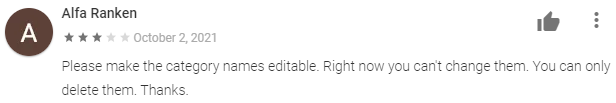 A
Alfa Ranken
October 2, 2021
Please make the category names editable. Right now you can't change them. You can only
delete them. Thanks.